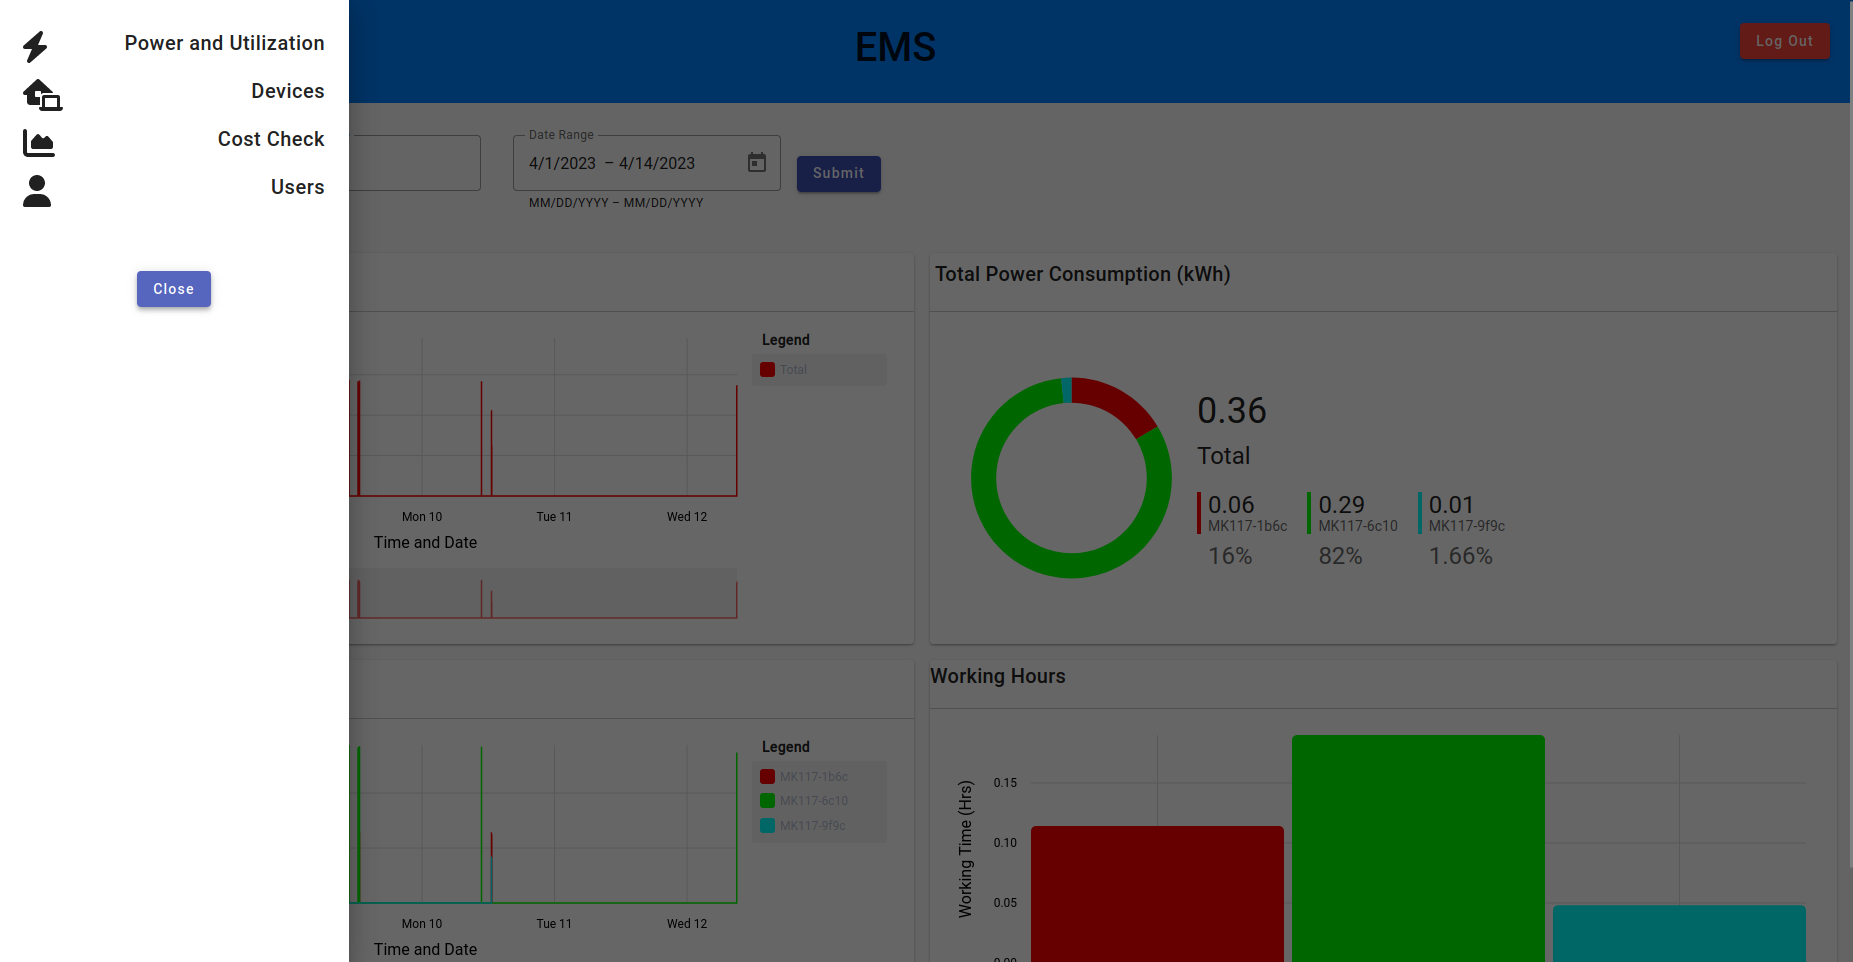 Power and Utilization
Devices
Cost Check
Users
Close
EMS
Log Out
Date Range
4/1/2023 – 4/14/2023
MM/DD/YYYY – MM/DD/YYYY
Submit
Legend
Total
Mon 10 Tue 11 Wed 12
Time and Date
Total Power Consumption (kWh)
0.36
Total
0.06 0.29 0.01
MK117-1b6c MK117-6c10 MK117-9f9c
16% 82% 1.66%
Legend
MK117-1b6c
MK117-6c10
MK117-9f9c
Mon 10 Tue 11 Wed 12
Time and Date
Working Hours
Working Time (Hrs)
0.15
0.10
0.05
0.00